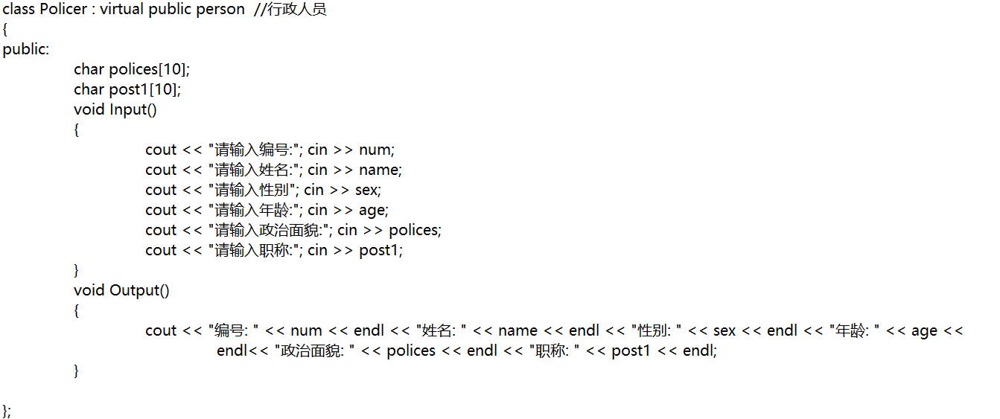 class Policer : virtual public person  //行政人员
{
public:
char polices[10];
char post1[10];
void Input()
{
cout << "请输入编号:"; cin >> num;
cout << "请输入姓名:"; cin >> name;
cout << "请输入性别"; cin >> sex;
cout << "请输入年龄:"; cin >> age;
cout << "请输入政治面貌:"; cin >> polices;
cout << "请输入职称:"; cin >> post1;
}
void Output()
{
cout << "编号: " << num << endl << "姓名: " << name << endl << "性别: " << sex << endl << "年龄: " << age <<
endl<< "政治面貌: " << polices << endl << "职称: " << post1 << endl;
}
};